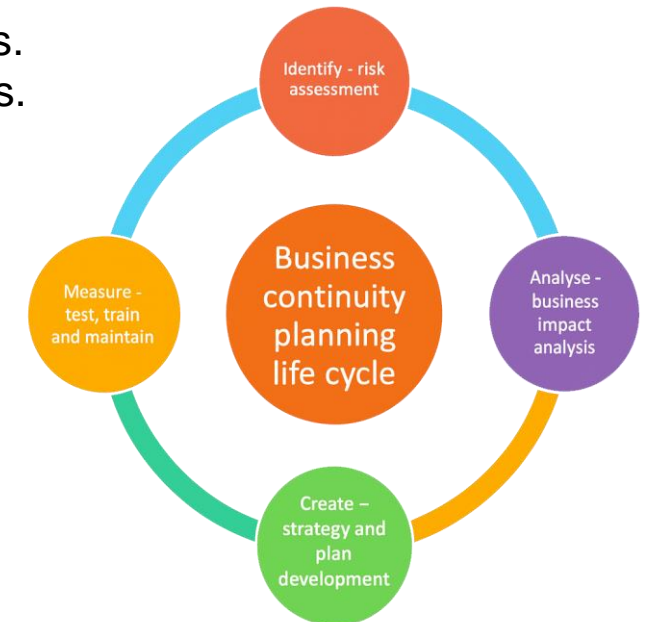 s.
s.
Identify - risk
assessment
Business
continuity
planning
life cycle
Analyse -
business
impact
analysis
Measure -
test, train
and maintain
Create –
strategy and
plan
development